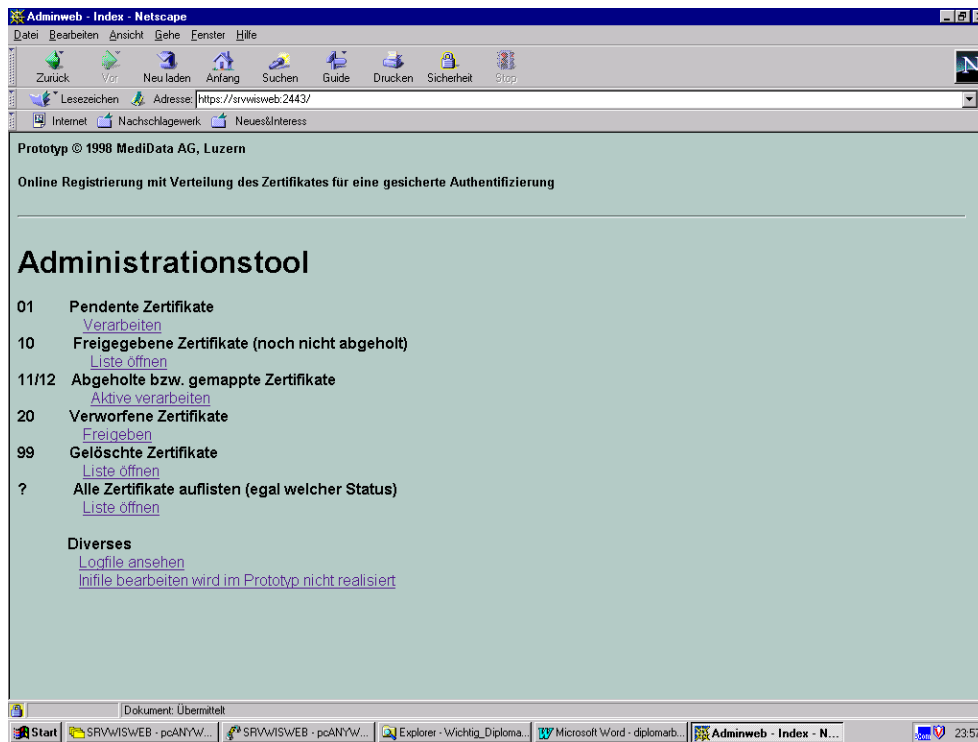 Adminweb - Index - Netscape
Datei Bearbeiten Ansicht Gehe Fenster Hilfe
Zurück Vor Neu laden Anfang Suchen Guide Drucken Sicherheit Stop
N
Lesezeichen Adresse: https://srvwisweb:2443/
Internet Nachschlagewerk Neues&Interess
Prototyp © 1998 MediData AG, Luzern
Online Registrierung mit Verteilung des Zertifikates für eine gesicherte Authentifizierung
Administrationstool
01 Pendente Zertifikate
Verarbeiten
10 Freigegebene Zertifikate (noch nicht abgeholt)
Liste öffnen
11/12 Abgeholte bzw. gemappte Zertifikate
Aktive verarbeiten
20 Verworfene Zertifikate
Freigeben
99 Gelöschte Zertifikate
Liste öffnen
? Alle Zertifikate auflisten (egal welcher Status)
Liste öffnen
Diverses
Logfile ansehen
Inifile bearbeiten wird im Prototyp nicht realisiert
Dokument: Übermittelt
Start SRVWISWEB - pcANYW... SRVWISWEB - pcANYW... Explorer - Wichtig_Diploma... Microsoft Word - diplomarb... Adminweb - Index - N...